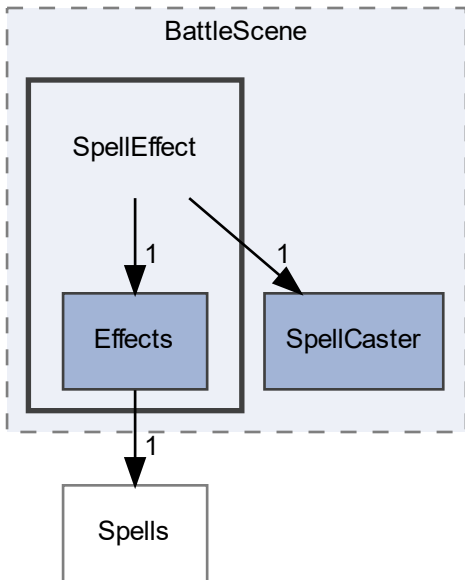 BattleScene
SpellEffect
1
1
Effects
SpellCaster
1
Spells